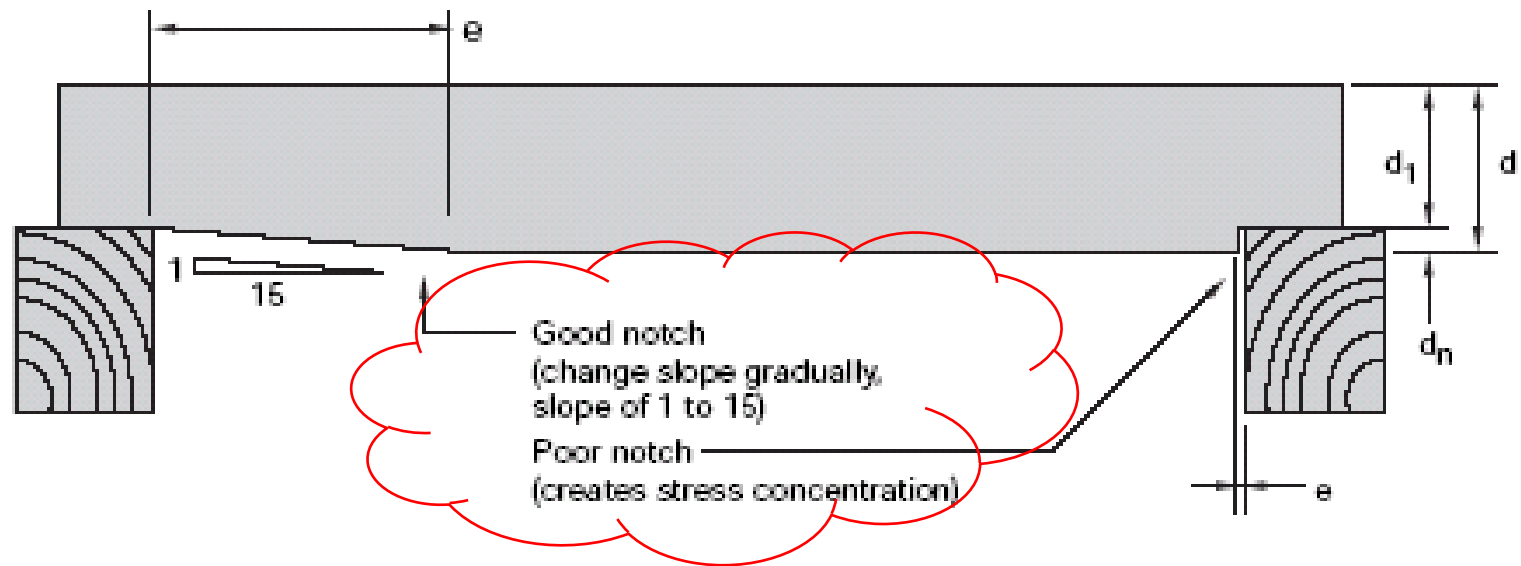 e
d₁
d
1
15
Good notch
(change slope gradually,
slope of 1 to 15)
dₙ
Poor notch
(creates stress concentration)
e